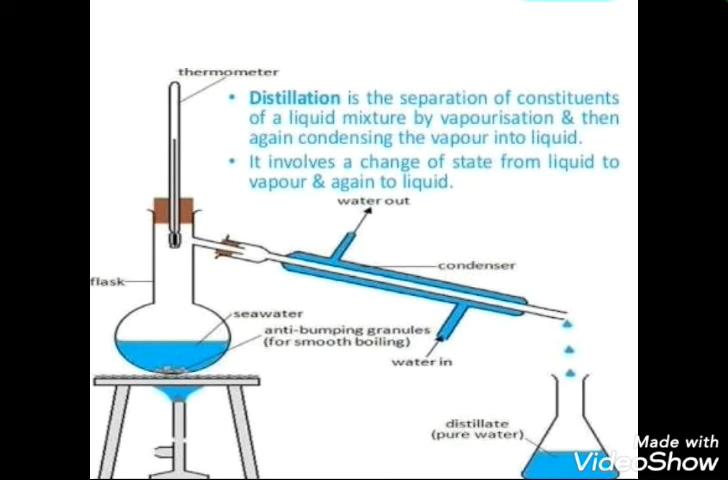 thermometer
• Distillation is the separation of constituents
of a liquid mixture by vapourisation & then
again condensing the vapour into liquid.
• It involves a change of state from liquid to
vapour & again to liquid.
water out
condenser
flask
seawater
anti-bumping granules
(for smooth boiling)
water in
distillate
(pure water)
Made with
VideoShow